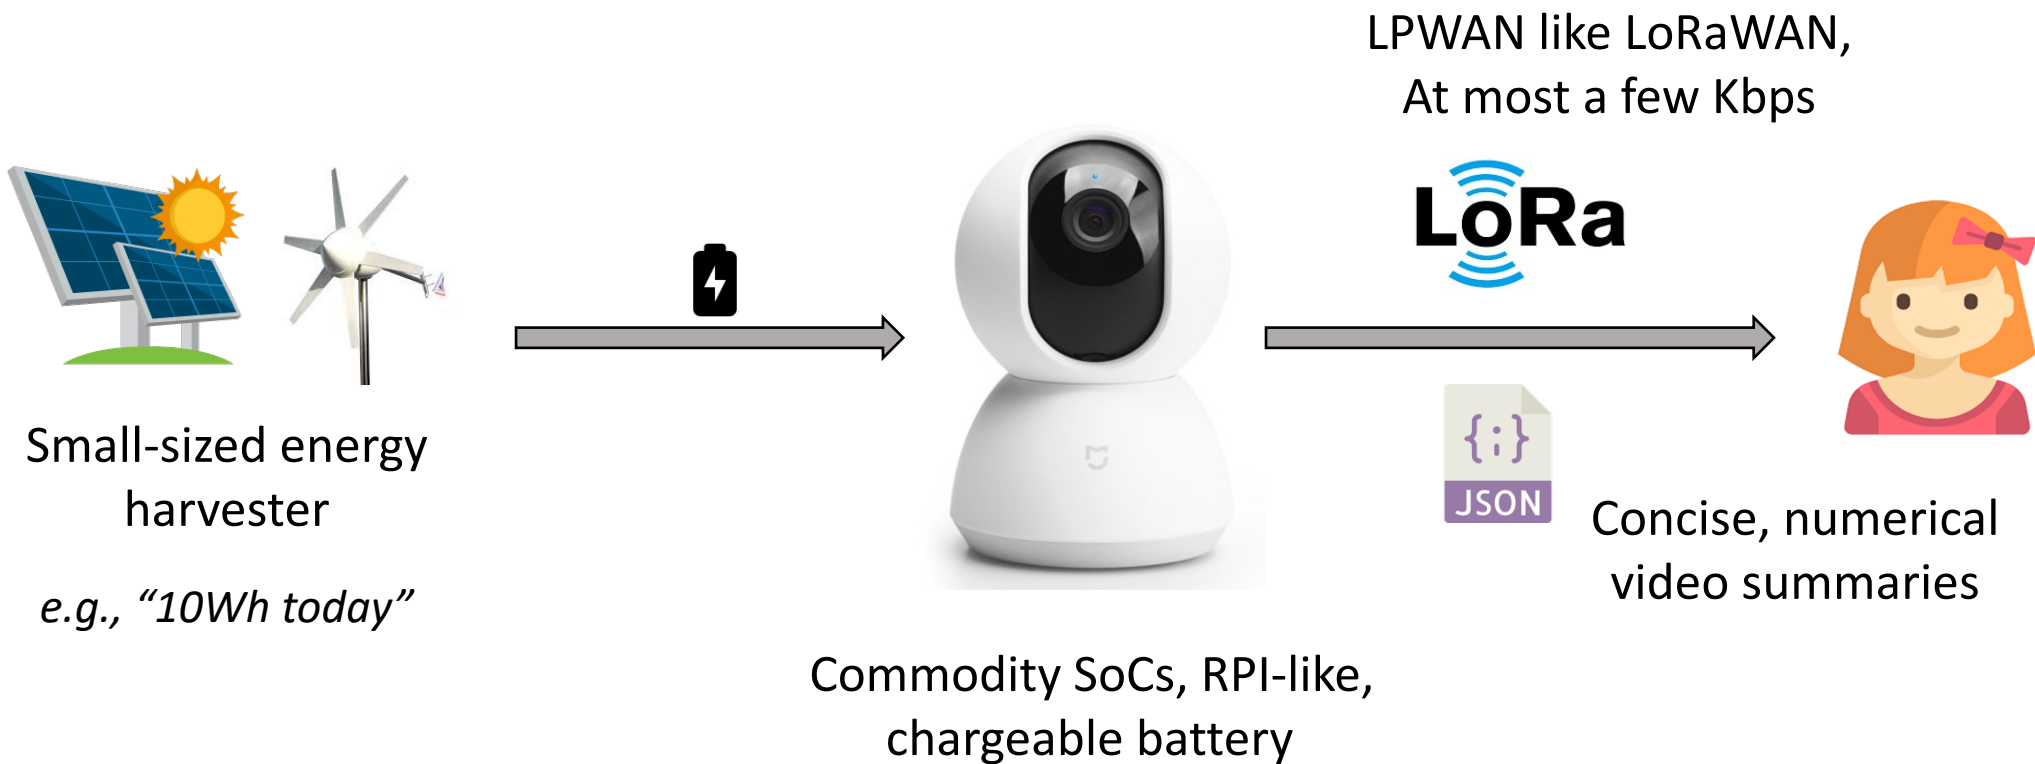 LPWAN like LoRaWAN,
At most a few Kbps
LoRa
Small-sized energy
harvester
e.g., “10Wh today”
JSON
{;}
Concise, numerical
video summaries
Commodity SoCs, RPI-like,
chargeable battery